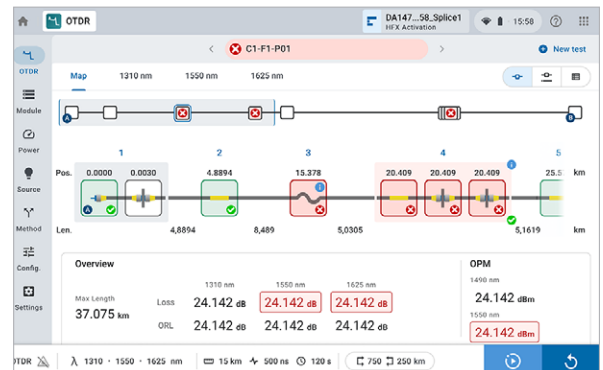 OTDR
DA147...58_Splice1
HFX Activation
15:58
C1-F1-P01
New test
OTDR
Map
1310 nm
1550 nm
1625 nm
Module
A
B
Power
1 2 3 4 5
Pos. 0.0000 0.0030 4.8894 15.378 20.409 20.409 20.409 25.5 km
Source
A
Method
Len. 4,8894 8,489 5,0305 5,1619 km
Config.
Overview
OPM
1310 nm 1550 nm 1625 nm
1490 nm
Settings
Max Length
37.075 km
Loss 24.142 dB 24.142 dB 24.142 dB
24.142 dBm
1550 nm
ORL 24.142 dB 24.142 dB 24.142 dB
24.142 dBm
TDR
λ 1310 · 1550 · 1625 nm
15 km
500 ns
120 s
750
250 km